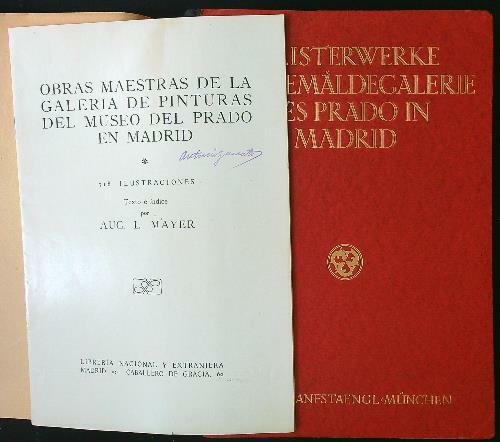 OBRAS MAESTRAS DE LA
GALERIA DE PINTURAS
DEL MUSEO DEL PRADO
EN MADRID
ILUSTRACIONES
Texto e índice
por
AUG. L. MAYER
LIBRERIA NACIONAL Y EXTRANJERA
MADRID CABALLERO DE GRACIA, 60
ISTERWERKE
EMÄLDEGALERIE
ES PRADO IN
MADRID
ANFSTAENGL·MÜNCHEN